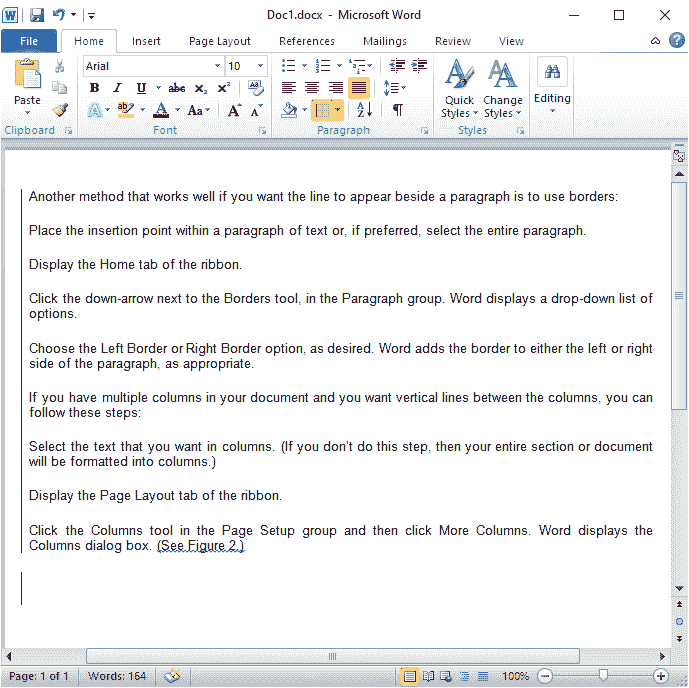 Doc1.docx - Microsoft Word
File Home Insert Page Layout References Mailings Review View
Arial 10
Paste
B I U abc x₂ x²
A ab A Aa A A
Quick Styles
Change Styles
Editing
Clipboard Font Paragraph Styles
Another method that works well if you want the line to appear beside a paragraph is to use borders:
Place the insertion point within a paragraph of text or, if preferred, select the entire paragraph.
Display the Home tab of the ribbon.
Click the down-arrow next to the Borders tool, in the Paragraph group. Word displays a drop-down list of
options.
Choose the Left Border or Right Border option, as desired. Word adds the border to either the left or right
side of the paragraph, as appropriate.
If you have multiple columns in your document and you want vertical lines between the columns, you can
follow these steps:
Select the text that you want in columns. (If you don't do this step, then your entire section or document
will be formatted into columns.)
Display the Page Layout tab of the ribbon.
Click the Columns tool in the Page Setup group and then click More Columns. Word displays the
Columns dialog box. (See Figure 2.)
Page: 1 of 1 Words: 164 100%